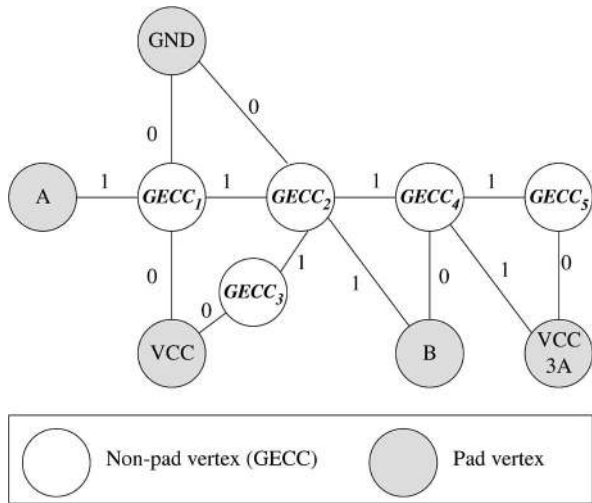 GND
0
0
A
1
GECC1
1
GECC2
1
GECC4
1
GECC5
0
1
1
0
1
0
GECC3
0
VCC
B
VCC
3A
Non-pad vertex (GECC)
Pad vertex